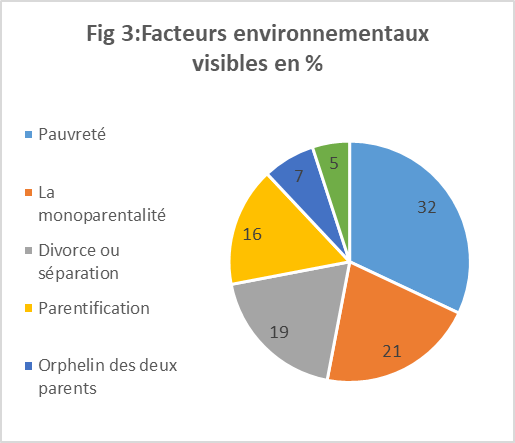 Fig 3:Facteurs environnementaux
visibles en %
Pauvreté
La
monoparentalité
Divorce ou
séparation
Parentification
Orphelin des deux
parents
32
21
19
16
7
5